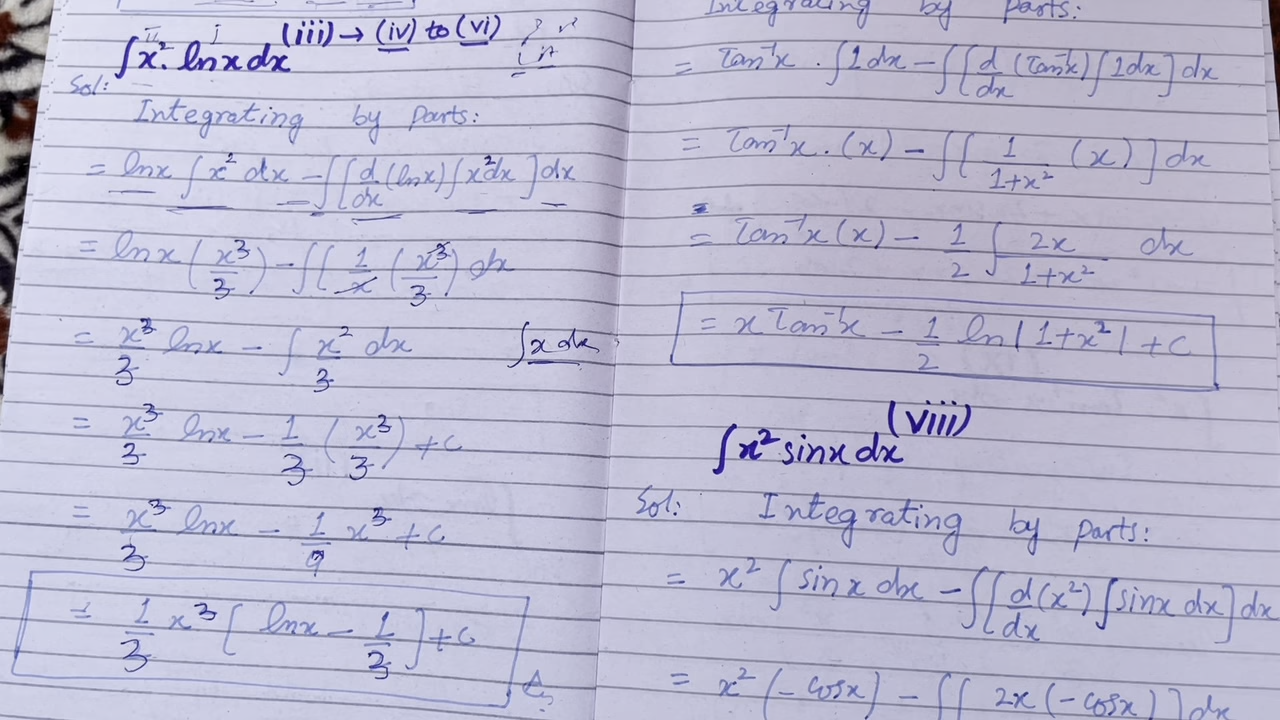 II I
(iii) → (iv) to (vi)
∫x². lnx dx
Sol:
Integrating by parts:
= lnx ∫x² dx - ∫[d/dx (lnx) ∫x² dx] dx
= lnx (x³/3) - ∫[1/x (x³/3) dx
= x³/3 lnx - ∫ x²/3 dx ∫x dx
= x³/3 lnx - 1/3 (x³/3) + c
= x³/3 lnx - 1/9 x³ + c
= 1/3 x³ [lnx - 1/3] + c
Integrating by parts:
= Tan⁻¹x . ∫1dx - ∫[d/dx (Tan⁻¹x) ∫1dx] dx
= Tan⁻¹x . (x) - ∫[1/1+x² (x)] dx
= Tan⁻¹x (x) - 1/2 ∫ 2x/1+x² dx
= x Tan⁻¹x - 1/2 ln|1+x²| + c
(viii)
∫x² sinx dx
Sol: Integrating by parts:
= x² ∫sinx dx - ∫[d/dx (x²) ∫sinx dx] dx
= x² (-cosx) - ∫[2x (-cosx)] dx